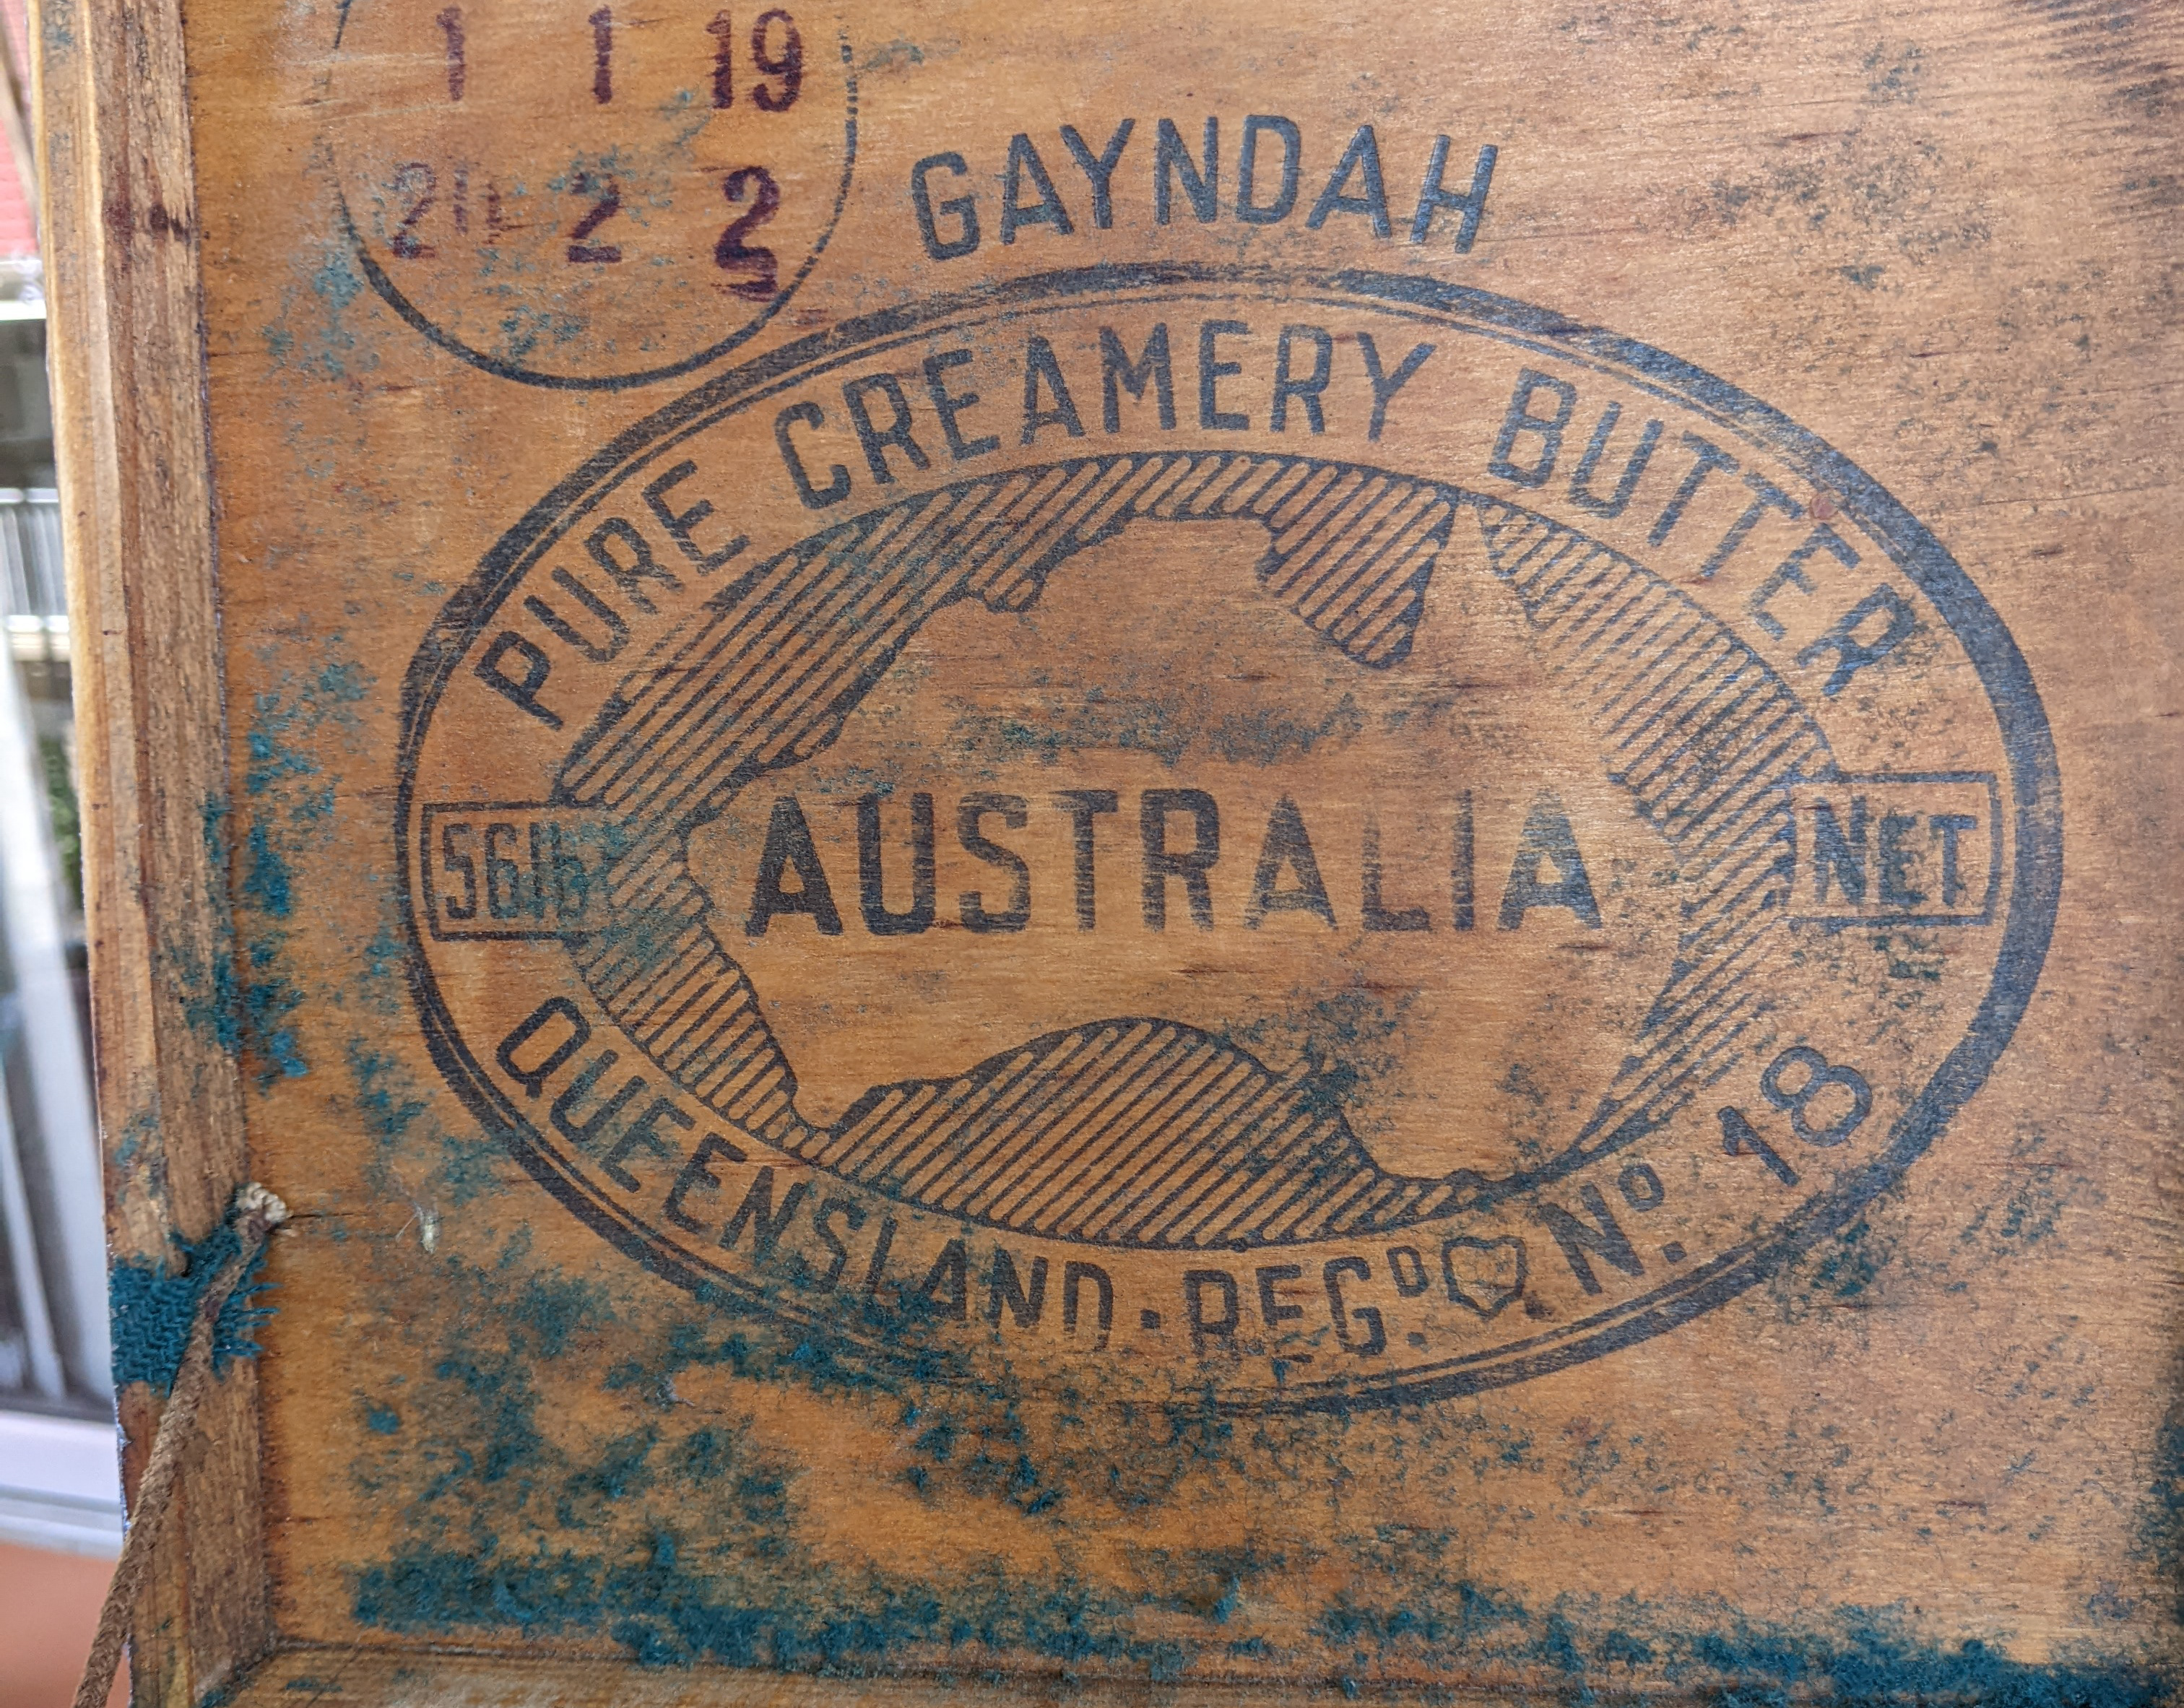 1 1 19
2 2
GAYNDAH
PURE CREAMERY BUTTER
56lb
AUSTRALIA
NET
QUEENSLAND·REGD. No. 18